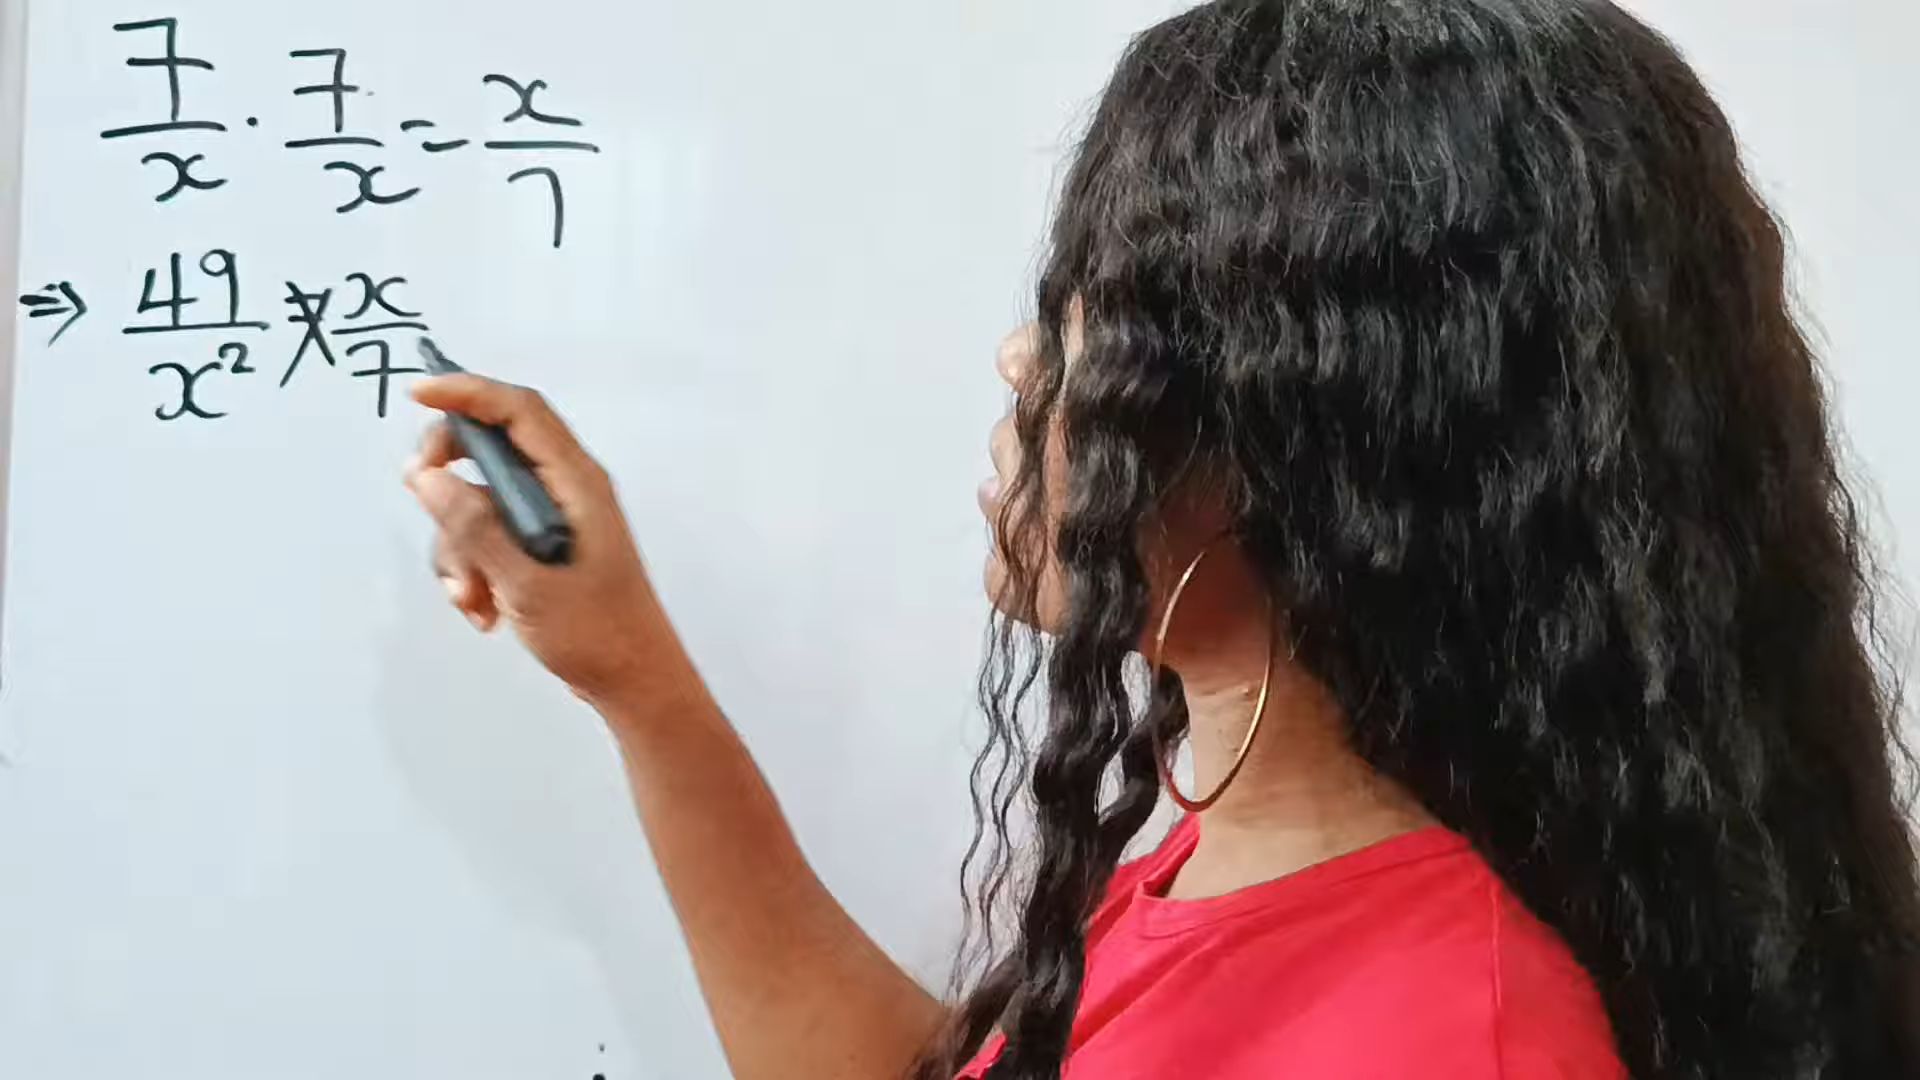 7/x · 7/x = x/7
⇒ 49/x² = x/7